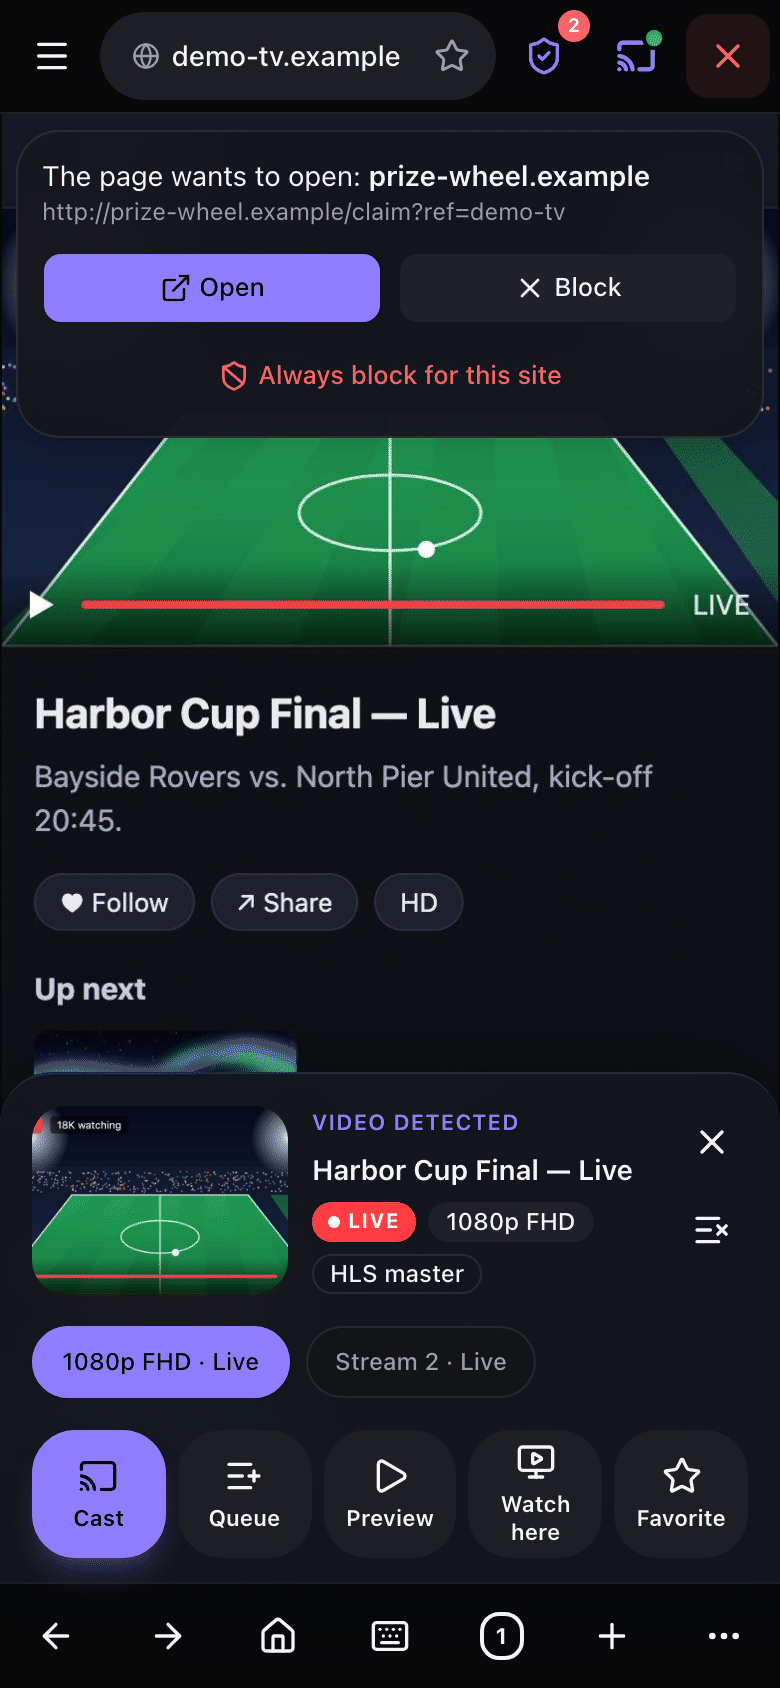 demo-tv.example
2
The page wants to open: prize-wheel.example
http://prize-wheel.example/claim?ref=demo-tv
Open
Block
Always block for this site
LIVE
Harbor Cup Final — Live
Bayside Rovers vs. North Pier United, kick-off
20:45.
Follow
Share
HD
Up next
18K watching
VIDEO DETECTED
Harbor Cup Final — Live
LIVE
1080p FHD
HLS master
1080p FHD · Live
Stream 2 · Live
Cast
Queue
Preview
Watch
here
Favorite
1